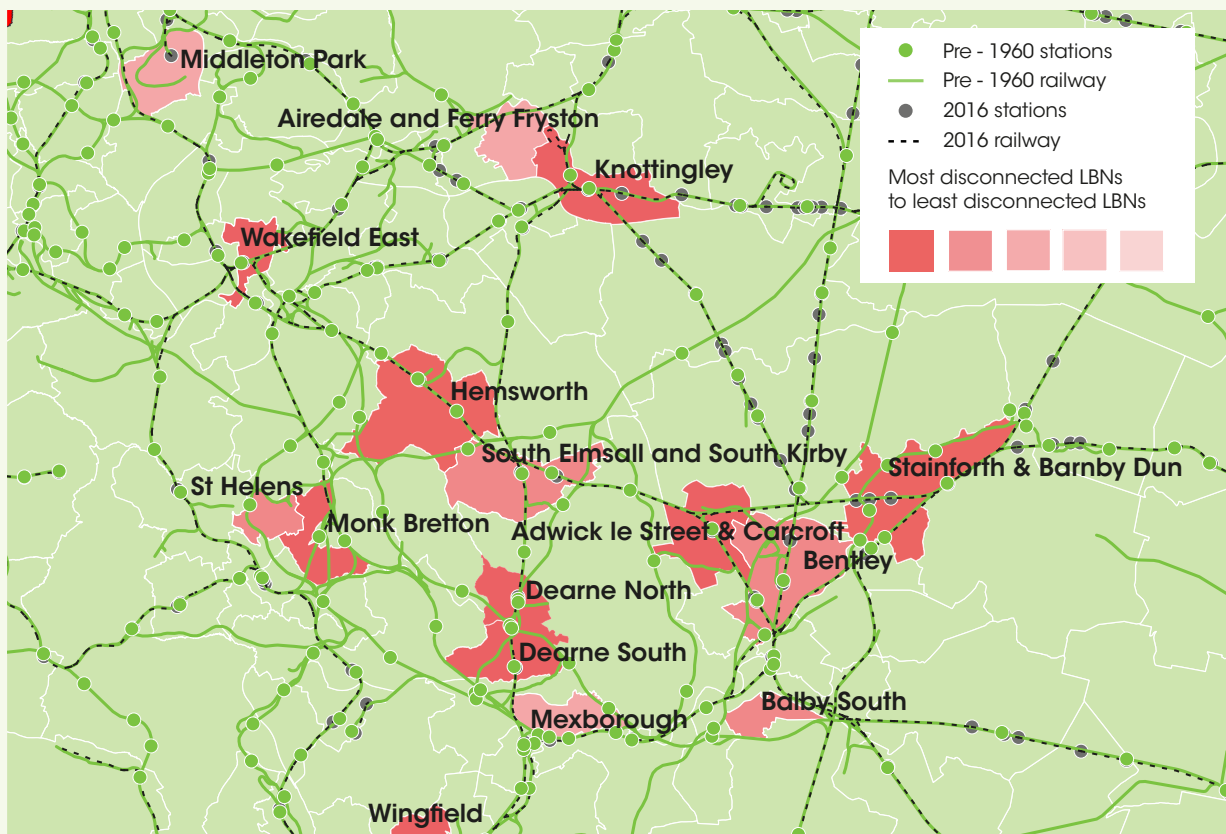 Pre - 1960 stations
Pre - 1960 railway
2016 stations
2016 railway
Most disconnected LBNs
to least disconnected LBNs
Middleton Park
Airedale and Ferry Fryston
Knottingley
Wakefield East
Hemsworth
South Elmsall and South Kirby
Stainforth & Barnby Dun
St Helens
Monk Bretton
Adwick le Street & Carcroft
Bentley
Dearne North
Dearne South
Balby South
Mexborough
Wingfield